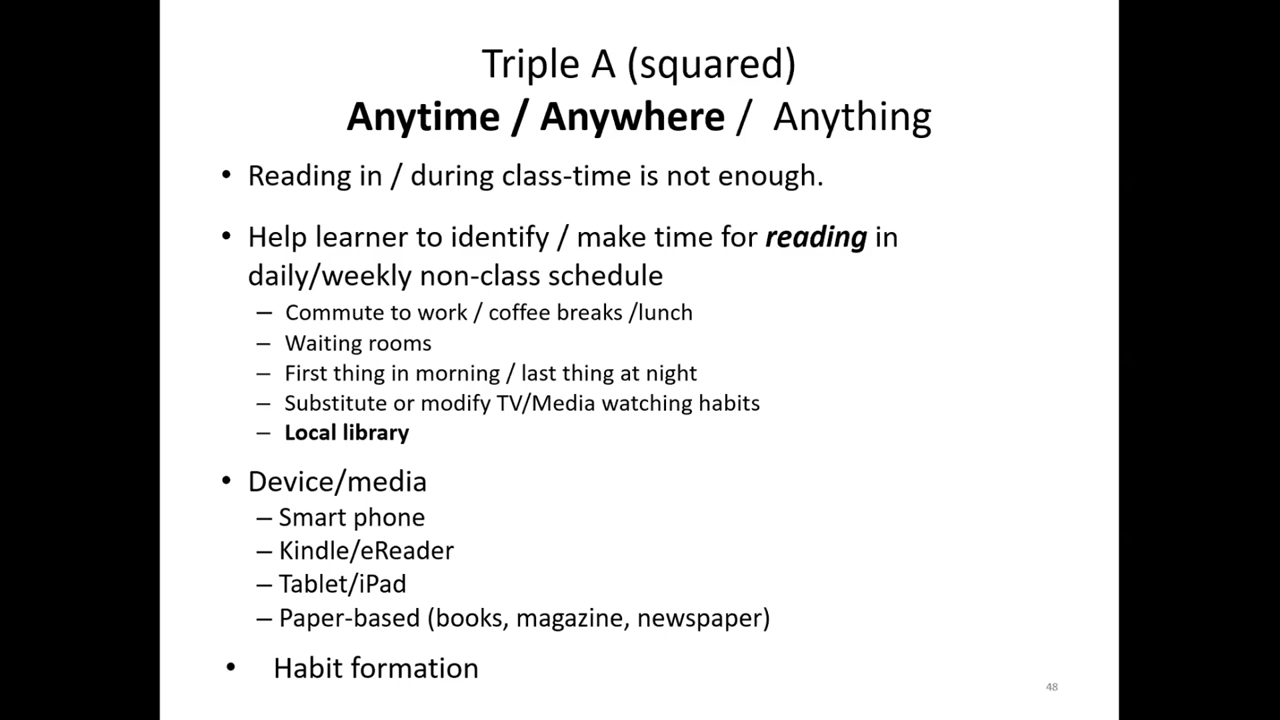 Triple A (squared)
Anytime / Anywhere / Anything
• Reading in / during class-time is not enough.
• Help learner to identify / make time for reading in
daily/weekly non-class schedule
– Commute to work / coffee breaks /lunch
– Waiting rooms
– First thing in morning / last thing at night
– Substitute or modify TV/Media watching habits
– Local library
• Device/media
– Smart phone
– Kindle/eReader
– Tablet/iPad
– Paper-based (books, magazine, newspaper)
• Habit formation
48